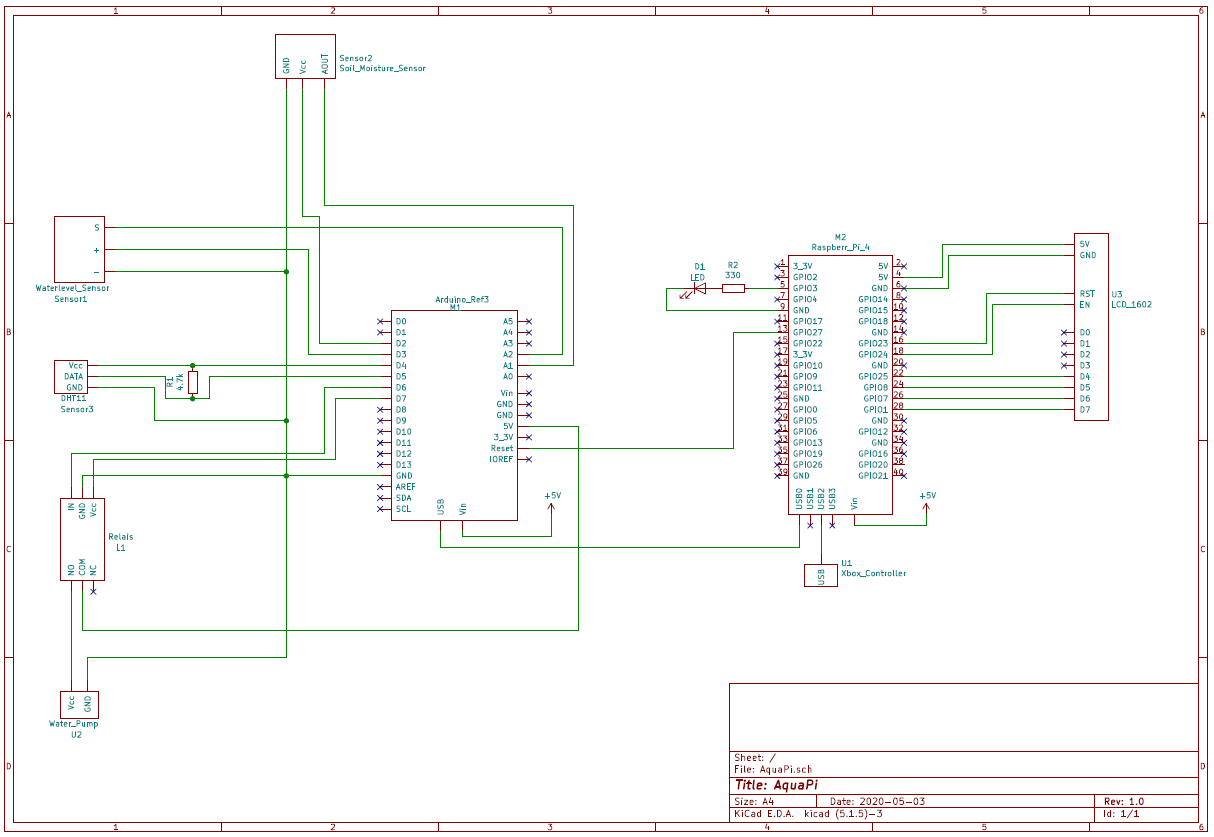 1 2 3 4 5 6
A A
B B
C C
D D
GND
Vcc
AOUT
Sensor2
Soil_Moisture_Sensor
S
+
-
Waterlevel_Sensor
Sensor1
Vcc
DATA
GND
DHT11
Sensor3
R1
4.7k
Arduino_Ref3
M1
D0 A5
D1 A4
D2 A3
D3 A2
D4 A1
D5 A0
D6
D7 Vin
D8 GND
D9 GND
D10 5V
D11 3_3V
D12 Reset
D13 IOREF
GND
AREF
SDA
SCL
USB
Vin
+5V
IN
GND
Vcc
NO
COM
NC
Relais
L1
Vcc
GND
Water_Pump
U2
D1
LED
R2
330
M2
Raspberr_Pi_4
1 3_3V 5V 2
3 GPIO2 5V 4
5 GPIO3 GND 6
7 GPIO4 GPIO14 8
9 GND GPIO15 10
11 GPIO17 GPIO18 12
13 GPIO27 GND 14
15 GPIO22 GPIO23 16
17 3_3V GPIO24 18
19 GPIO10 GND 20
21 GPIO9 GPIO25 22
23 GPIO11 GPIO8 24
25 GND GPIO7 26
27 GPIO0 GPIO1 28
29 GPIO5 GND 30
31 GPIO6 GPIO12 32
33 GPIO13 GND 34
35 GPIO19 GPIO16 36
37 GPIO26 GPIO20 38
39 GND GPIO21 40
USB0
USB1
USB2
USB3
Vin
+5V
USB
U1
Xbox_Controller
5V
GND
RST
EN
D0
D1
D2
D3
D4
D5
D6
D7
U3
LCD_1602
Sheet: /
File: AquaPi.sch
Title: AquaPi
Size: A4 Date: 2020-05-03 Rev: 1.0
KiCad E.D.A. kicad (5.1.5)-3 Id: 1/1
1 2 3 4 5 6